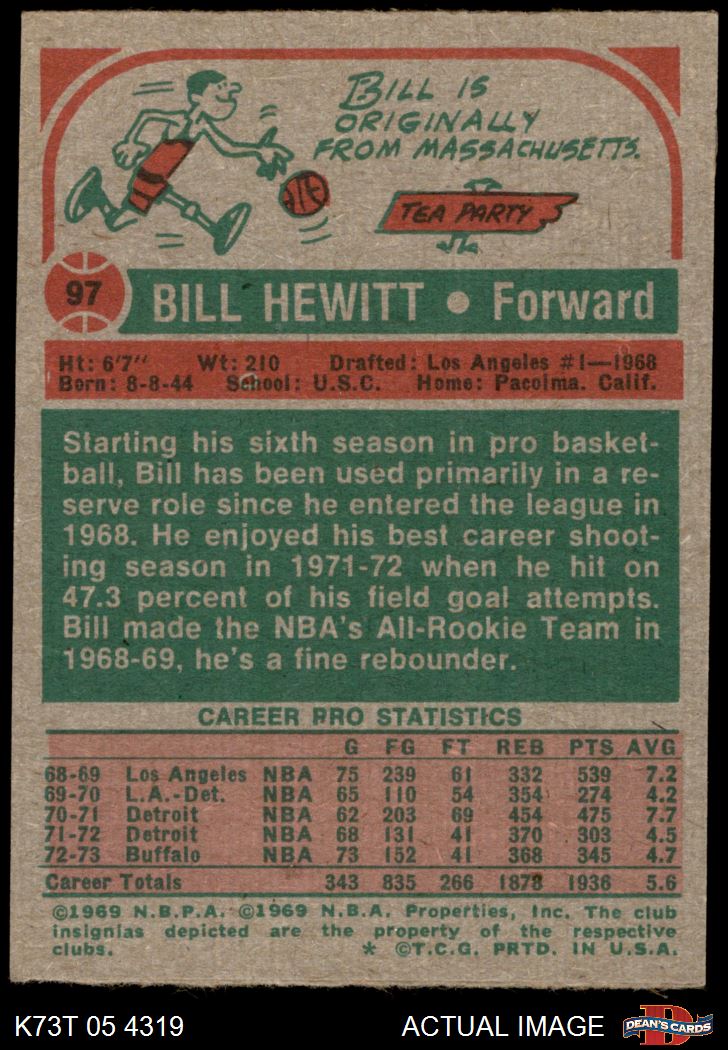 BILL IS
ORIGINALLY
FROM MASSACHUSETTS.
TEA PARTY
97
BILL HEWITT • Forward
Ht: 6'7" Wt: 210 Drafted: Los Angeles #1—1968
Born: 8-8-44 School: U.S.C. Home: Pacoima. Calif.
Starting his sixth season in pro basket-
ball, Bill has been used primarily in a re-
serve role since he entered the league in
1968. He enjoyed his best career shoot-
ing season in 1971-72 when he hit on
47.3 percent of his field goal attempts.
Bill made the NBA's All-Rookie Team in
1968-69, he's a fine rebounder.
CAREER PRO STATISTICS
G FG FT REB PTS AVG
68-69 Los Angeles NBA 75 239 61 332 539 7.2
69-70 L.A.-Det. NBA 65 110 54 354 274 4.2
70-71 Detroit NBA 62 203 69 454 475 7.7
71-72 Detroit NBA 68 131 41 370 303 4.5
72-73 Buffalo NBA 73 152 41 368 345 4.7
Career Totals 343 835 266 1878 1936 5.6
©1969 N.B.P.A. ©1969 N.B.A. Properties, Inc. The club
insignias depicted are the property of the respective
clubs. * ©T.C.G. PRTD. IN U.S.A.
K73T 05 4319 ACTUAL IMAGE DEAN'S CARDS